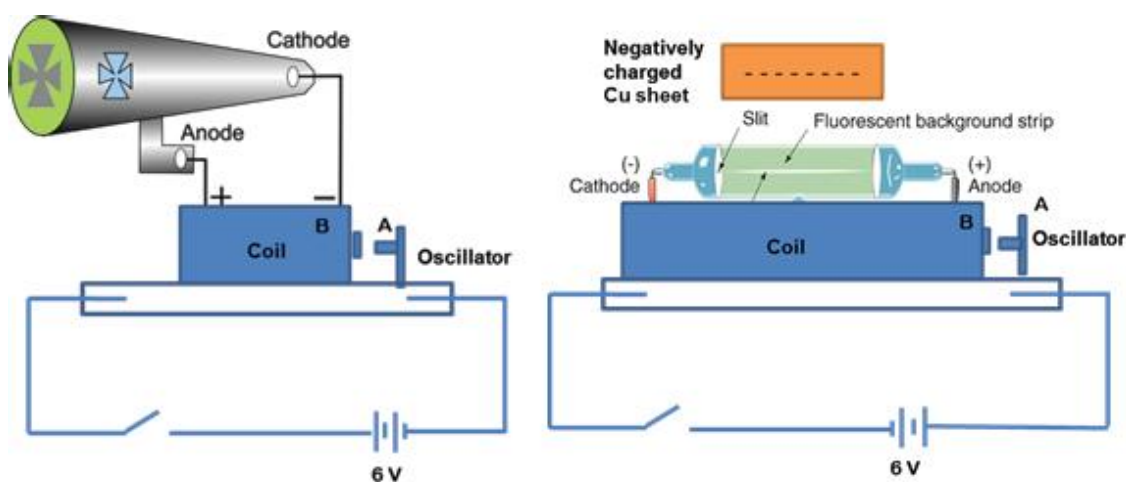 Cathode
Anode
+
−
B
A
Coil
Oscillator
6 V
Negatively
charged
Cu sheet
- - - - - - - -
Slit
Fluorescent background strip
(-)
Cathode
(+)
Anode
B
A
Coil
Oscillator
6 V